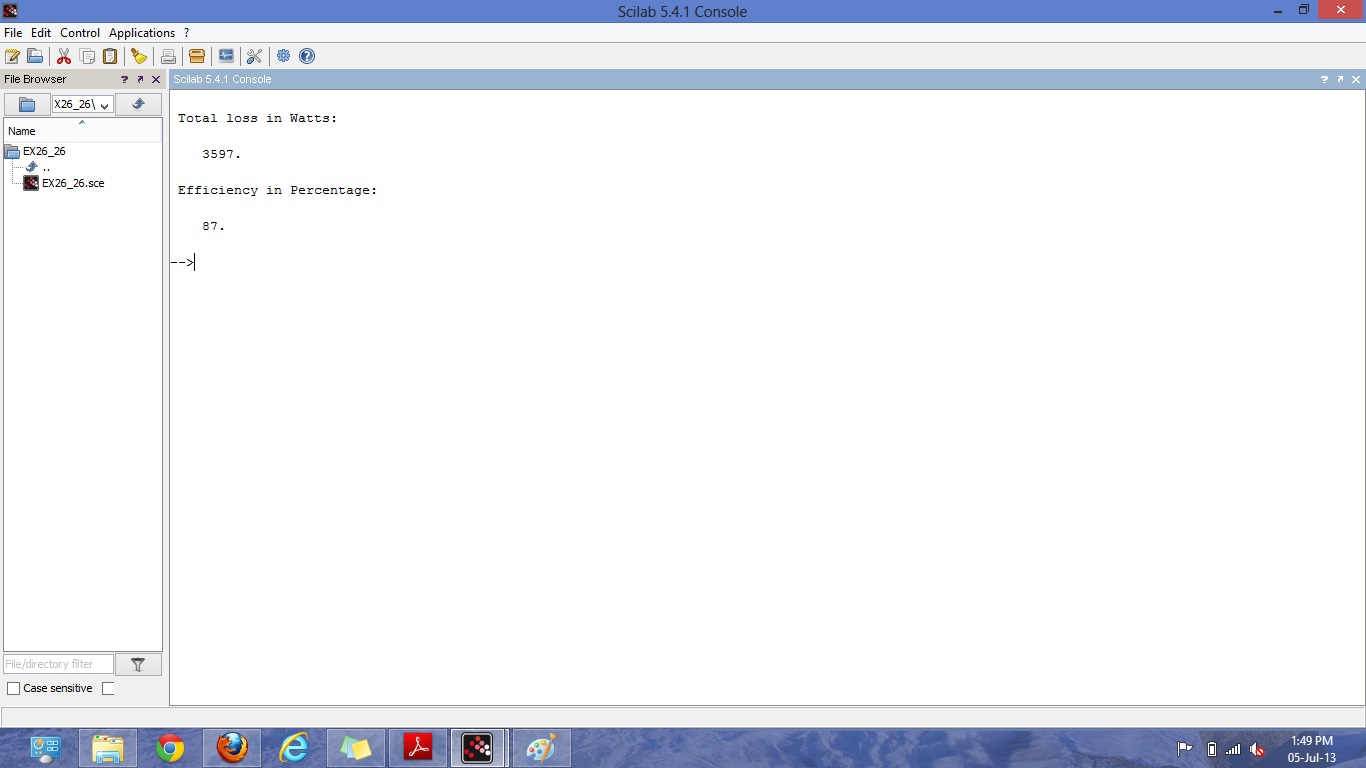 Scilab 5.4.1 Console
File Edit Control Applications ?
File Browser ? 
Scilab 5.4.1 Console ?
X26_26\
Name
EX26_26
..
EX26_26.sce
Total loss in Watts:
3597.
Efficiency in Percentage:
87.
-->
File/directory filter
Case sensitive
1:49 PM
05-Jul-13